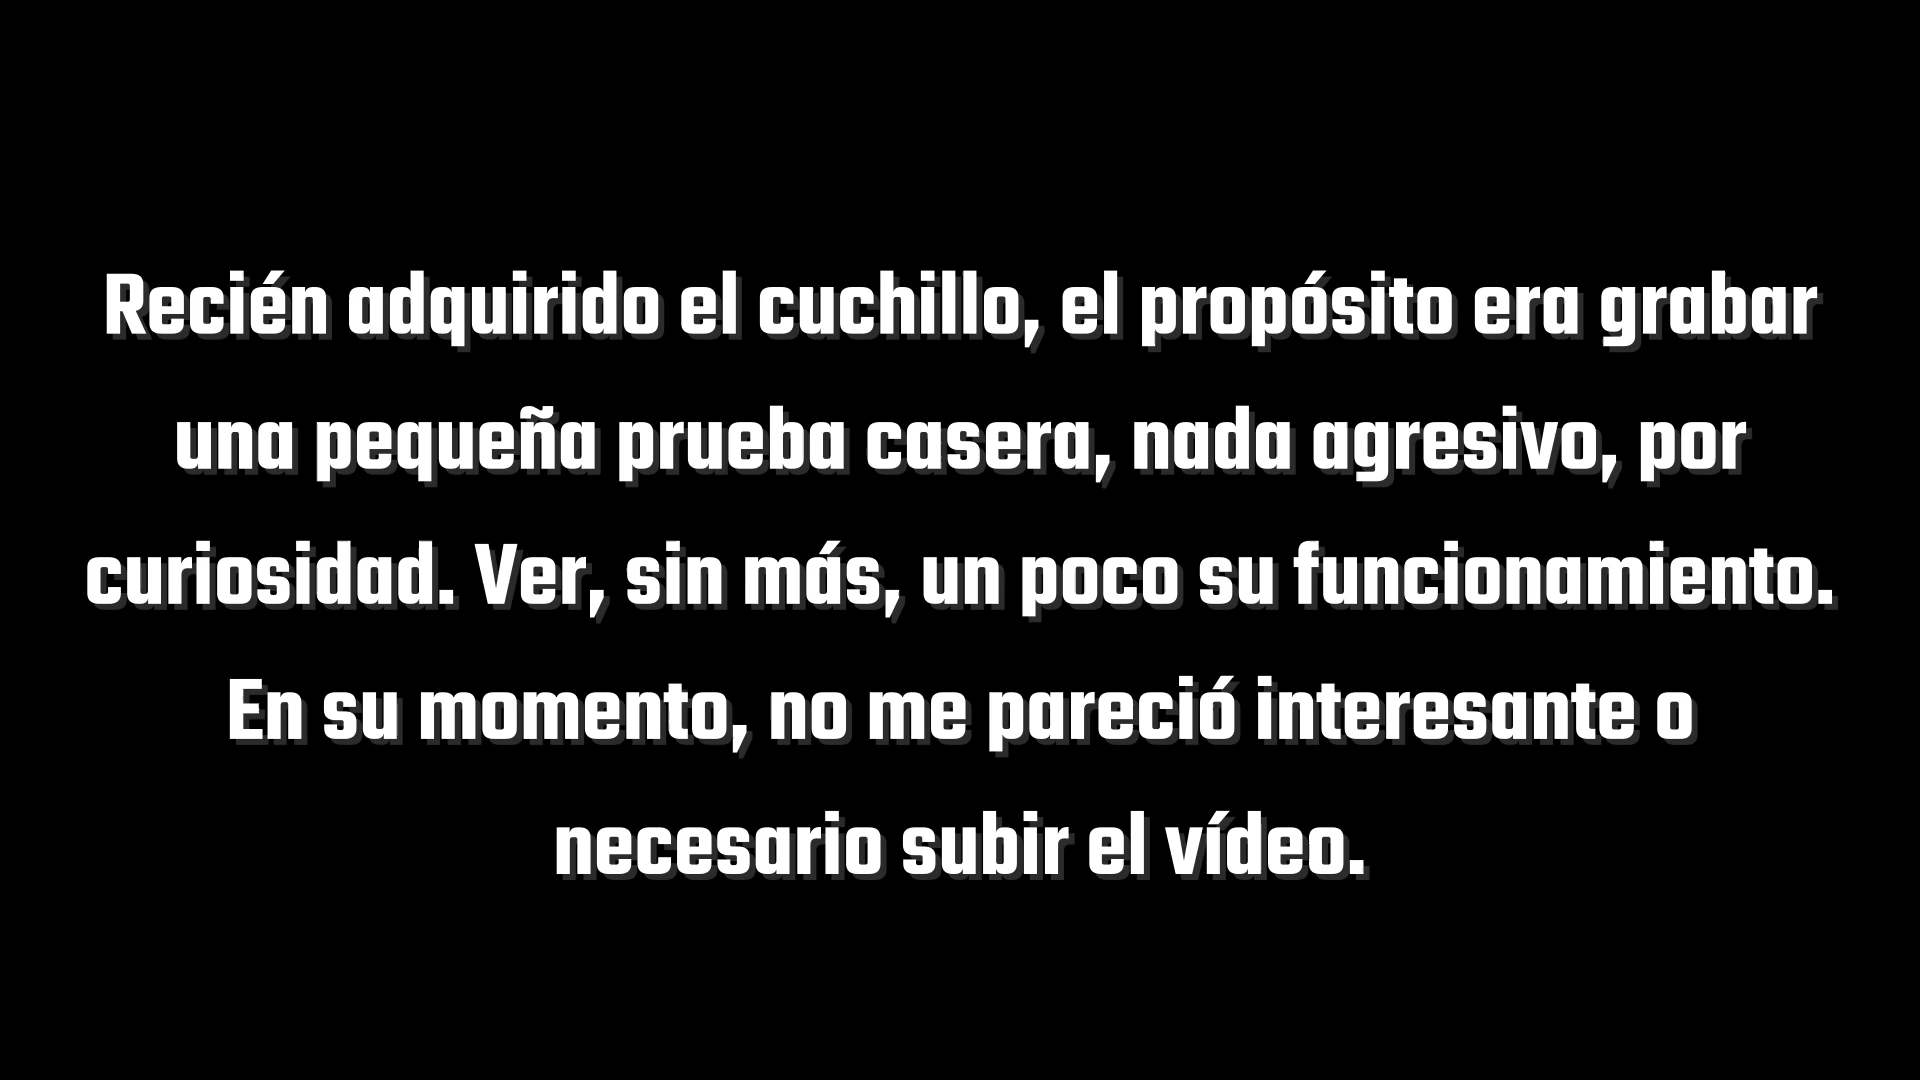 Recién adquirido el cuchillo, el propósito era grabar
una pequeña prueba casera, nada agresivo, por
curiosidad. Ver, sin más, un poco su funcionamiento.
En su momento, no me pareció interesante o
necesario subir el vídeo.